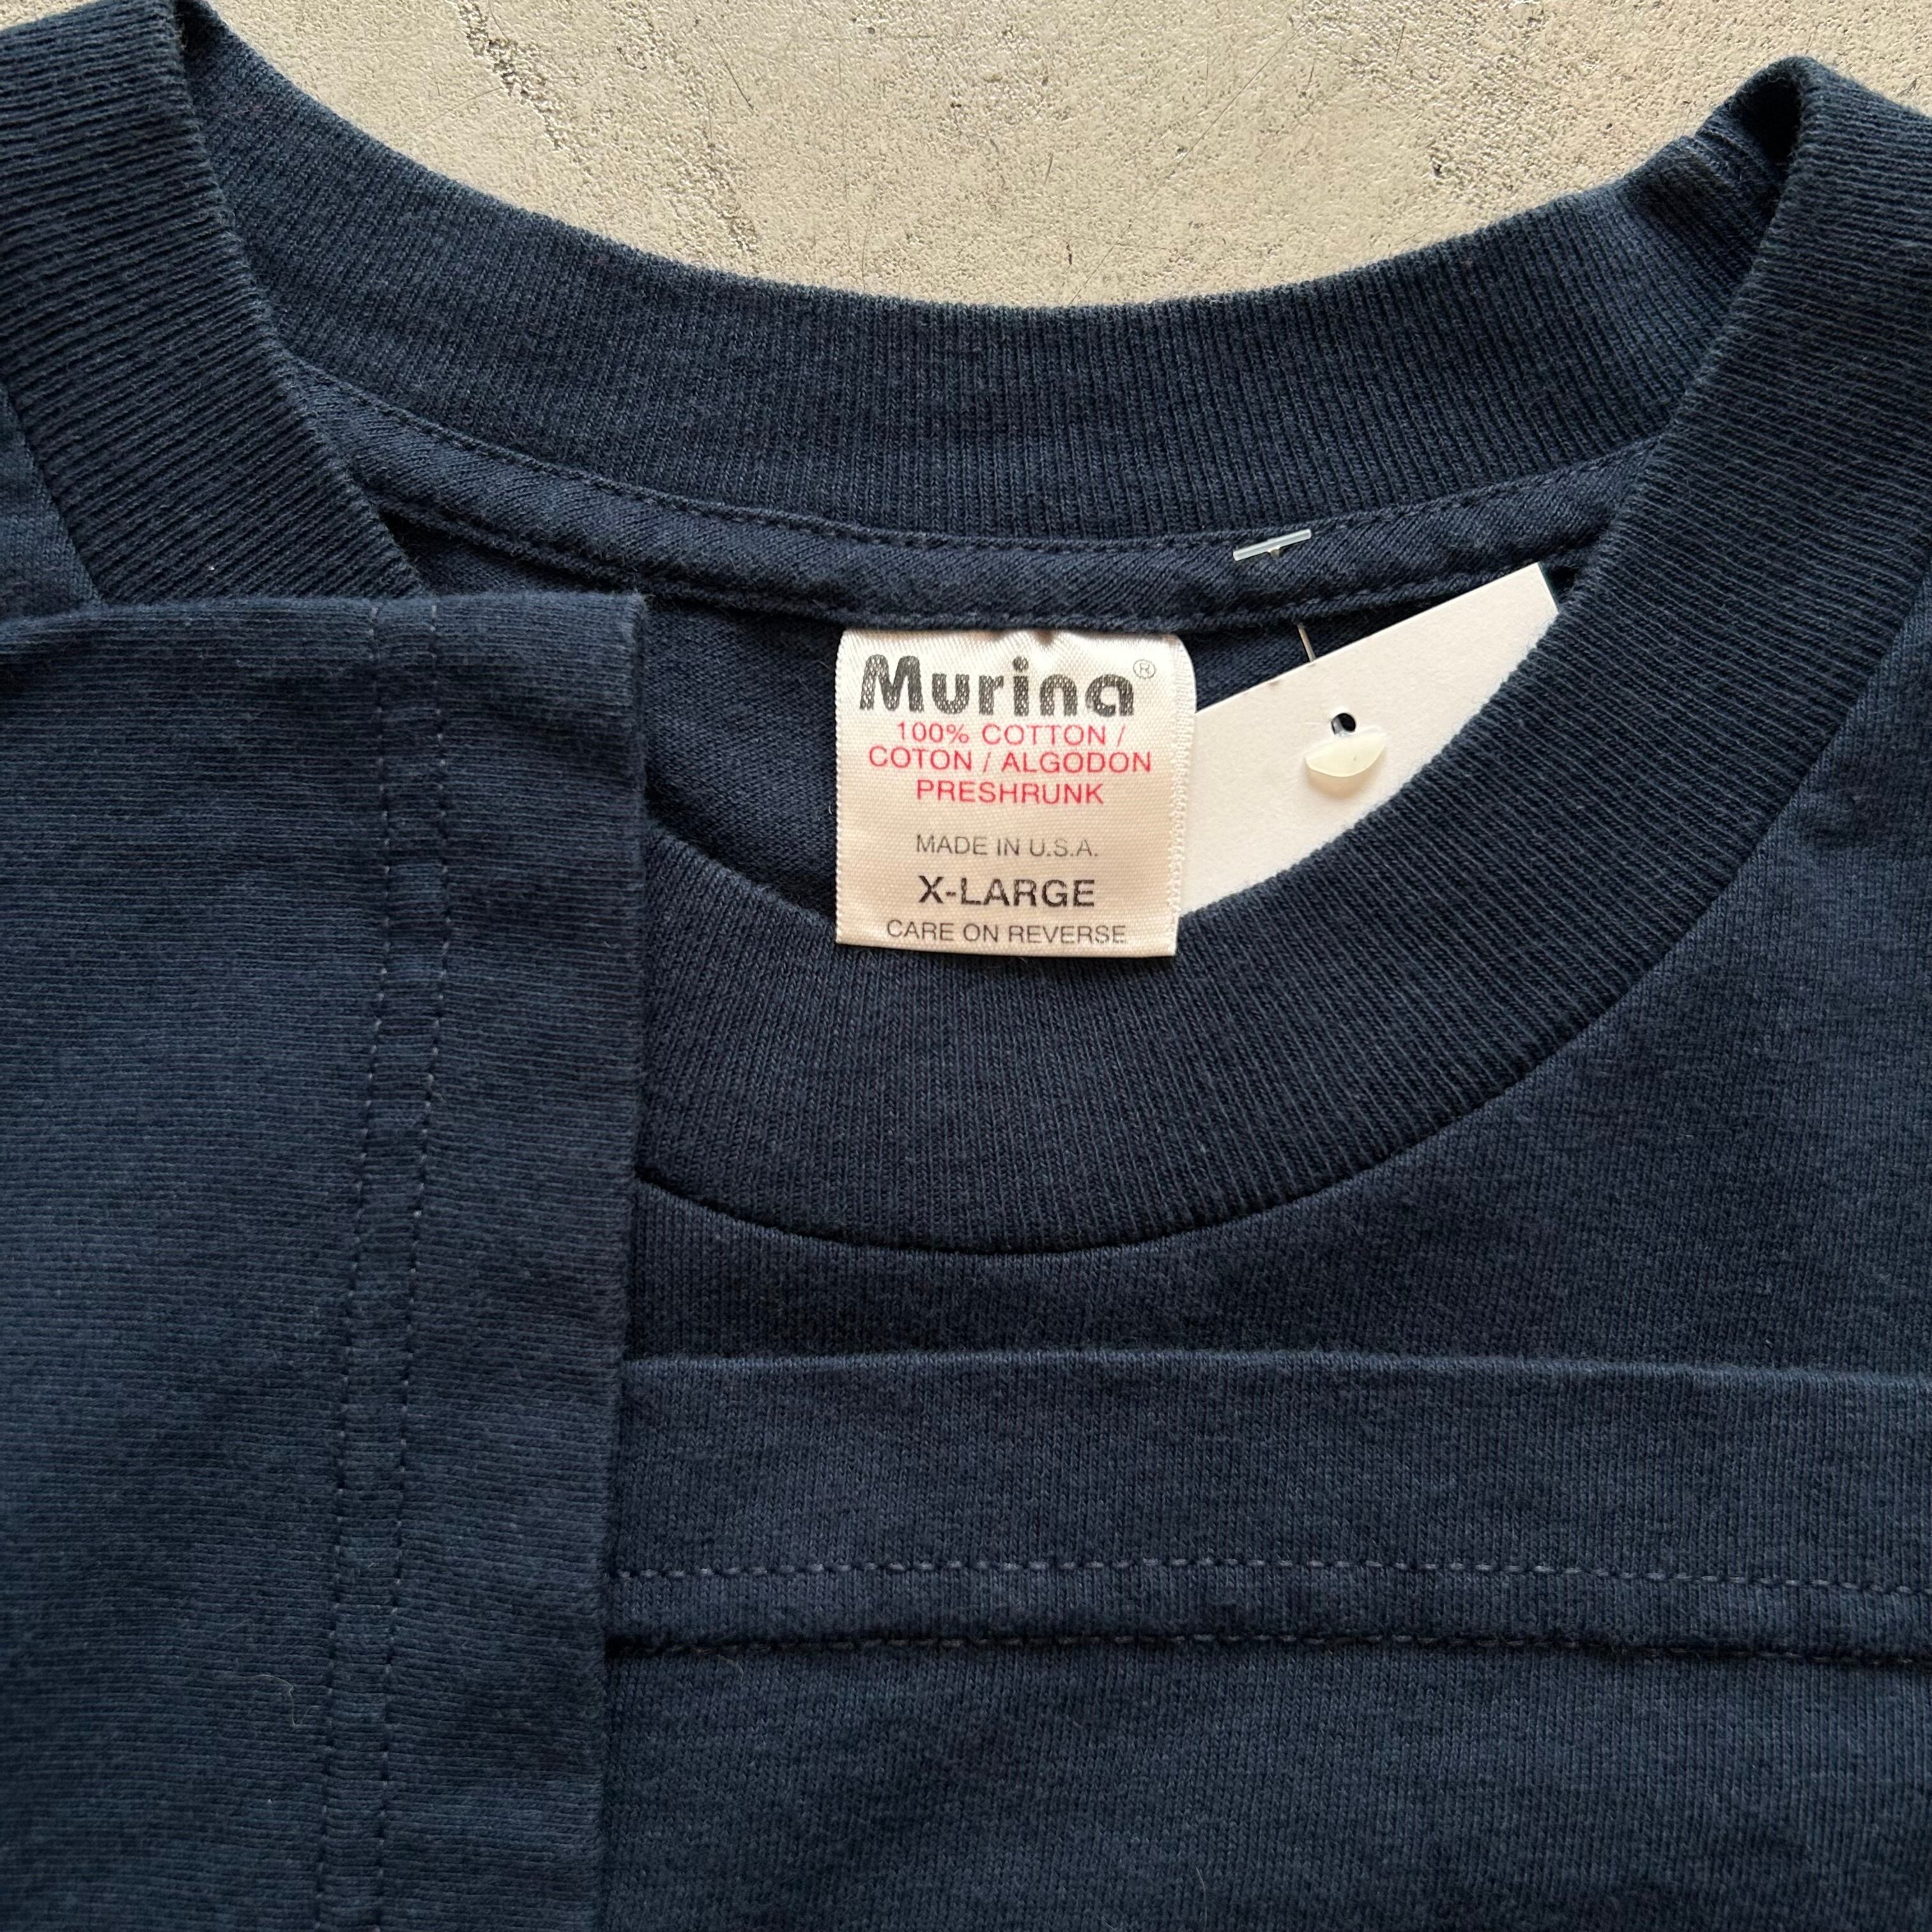 Murina®
100% COTTON /
COTON / ALGODON
PRESHRUNK
MADE IN U.S.A.
X-LARGE
CARE ON REVERSE